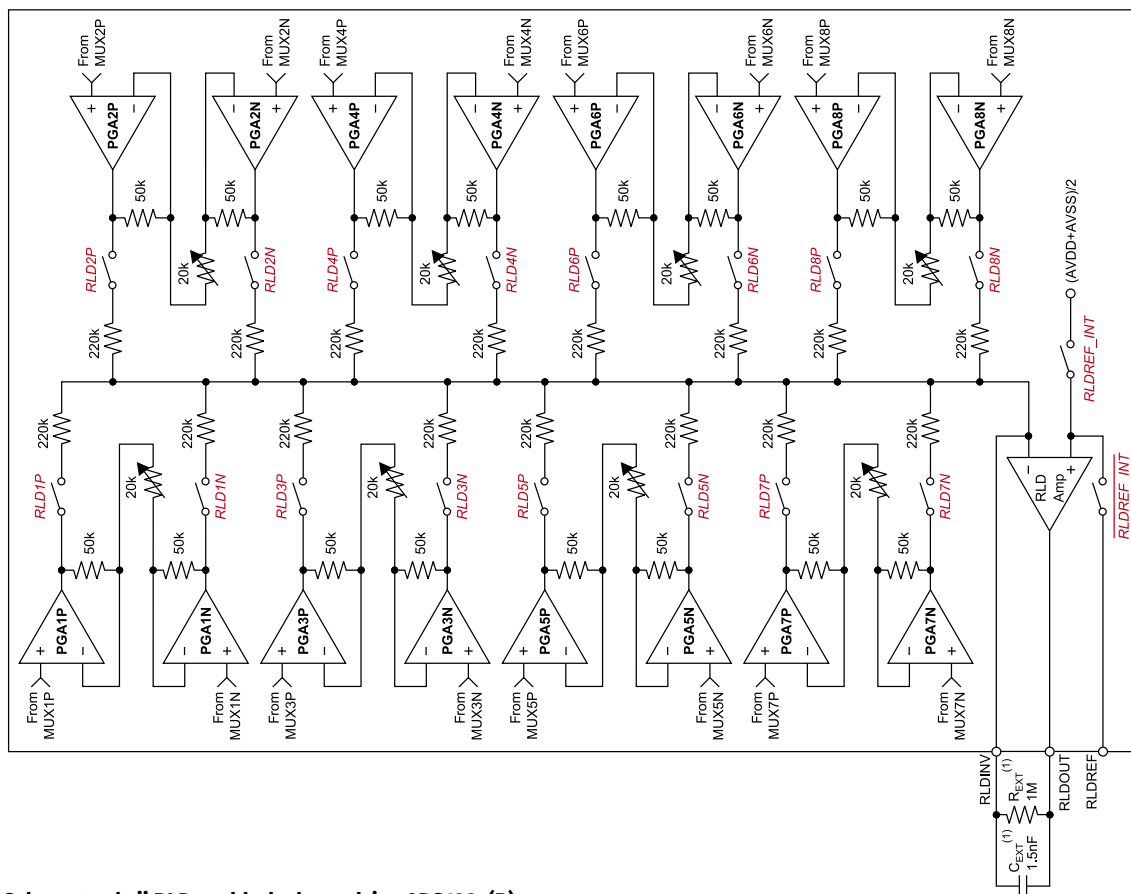 From MUX2P
From MUX2N
From MUX4P
From MUX4N
From MUX6P
From MUX6N
From MUX8P
From MUX8N
+ − PGA2P
− + PGA2N
+ − PGA4P
− + PGA4N
+ − PGA6P
− + PGA6N
+ − PGA8P
− + PGA8N
50k
50k
50k
50k
50k
50k
50k
50k
RLD2P
20k
RLD2N
RLD4P
20k
RLD4N
RLD6P
20k
RLD6N
RLD8P
20k
RLD8N
220k
220k
220k
220k
220k
220k
220k
220k
(AVDD+AVSS)/2
RLDREF_INT
220k
220k
220k
220k
220k
220k
220k
220k
RLD1P
20k
RLD1N
RLD3P
20k
RLD3N
RLD5P
20k
RLD5N
RLD7P
20k
RLD7N
− +
RLD
Amp
RLDREF_INT
50k
50k
50k
50k
50k
50k
50k
50k
PGA1P + −
PGA1N − +
PGA3P + −
PGA3N − +
PGA5P + −
PGA5N − +
PGA7P + −
PGA7N − +
From MUX1P
From MUX1N
From MUX3P
From MUX3N
From MUX5P
From MUX5N
From MUX7P
From MUX7N
RLDINV
RLDOUT
RLDREF
REXT(1)
1M
CEXT(1)
1.5nF